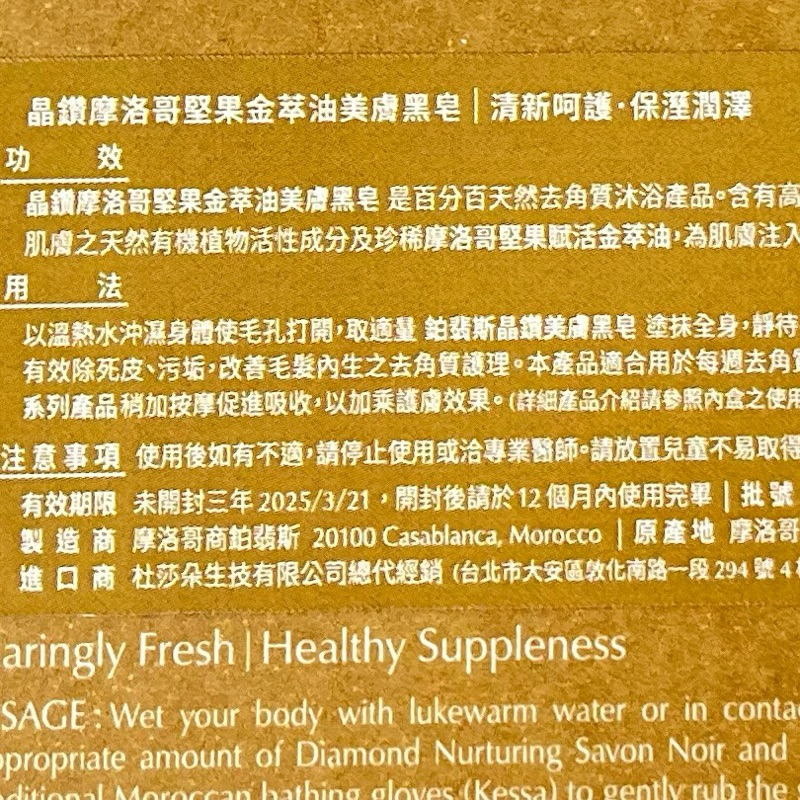 晶鑽摩洛哥堅果金萃油美膚黑皂|清新呵護·保溼潤澤
功效
晶鑽摩洛哥堅果金萃油美膚黑皂 是百分百天然去角質沐浴產品。含有高
肌膚之天然有機植物活性成分及珍稀摩洛哥堅果賦活金萃油,為肌膚注入
用法
以溫熱水沖濕身體使毛孔打開,取適量 鉑翡斯晶鑽美膚黑皂 塗抹全身,靜待
有效除死皮、污垢,改善毛髮內生之去角質護理。本產品適合用於每週去角質
系列產品稍加按摩促進吸收,以加乘護膚效果。(詳細產品介紹請參照內盒之使用
注意事項 使用後如有不適,請停止使用或洽專業醫師。請放置兒童不易取得
有效期限 未開封三年 2025/3/21 ,開封後請於12個月內使用完畢|批號
製造商 摩洛哥商鉑翡斯 20100 Casablanca, Morocco |原產地 摩洛哥
進口商 杜莎朵生技有限公司總代經銷 (台北市大安區敦化南路一段 294 號 4
aringly Fresh|Healthy Suppleness
SAGE : Wet your body with lukewarm water or in conta
ppropriate amount of Diamond Nurturing Savon Noir and
ditional Moroccan bathing gloves (Kessa) to gently rub the